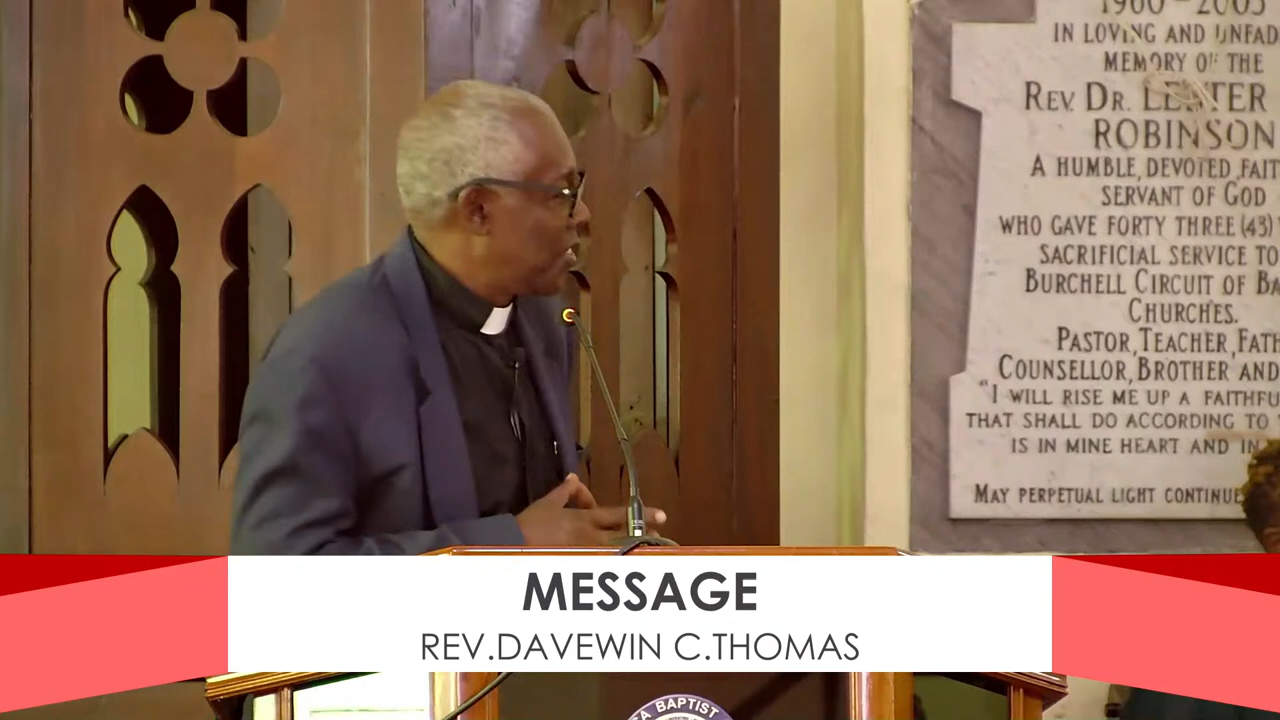 1960 – 2003
IN LOVING AND UNFAD
MEMORY OF THE
REV. DR.
ROBINSON
A HUMBLE, DEVOTED, FAIT
SERVANT OF GOD
WHO GAVE FORTY THREE (43)
SACRIFICIAL SERVICE TO
BURCHELL CIRCUIT OF BA
CHURCHES.
PASTOR, TEACHER, FATH
COUNSELLOR, BROTHER AND
"I WILL RISE ME UP A FAITHFU
THAT SHALL DO ACCORDING TO
IS IN MINE HEART AND IN
MAY PERPETUAL LIGHT CONTINUE
MESSAGE
REV.DAVEWIN C.THOMAS
BAPTIST